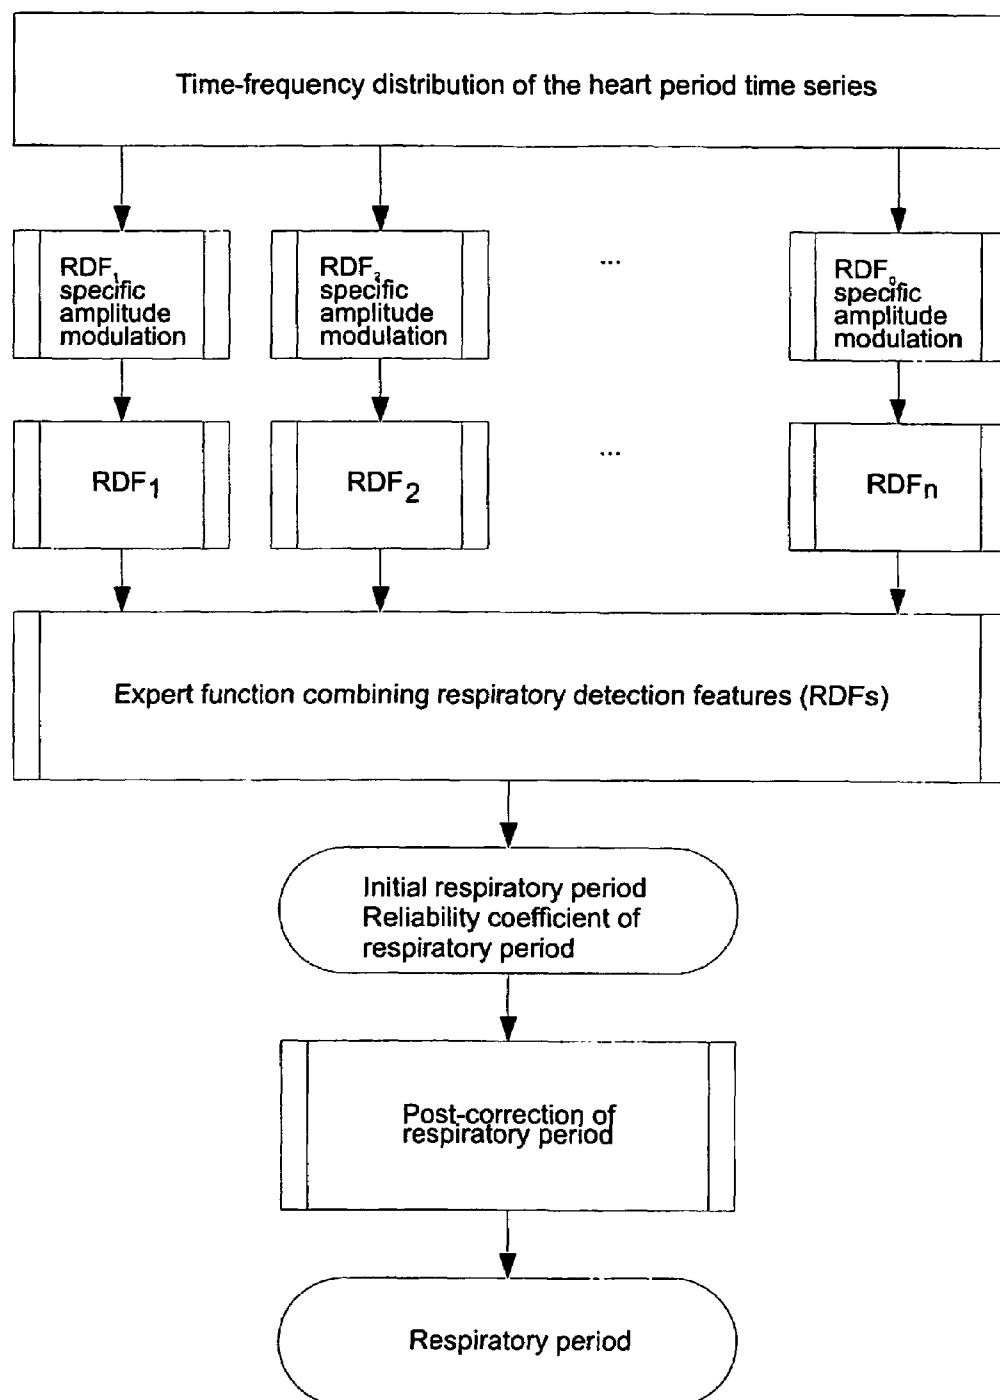 Time-frequency distribution of the heart period time series
RDF₁
specific
amplitude
modulation
RDF₂
specific
amplitude
modulation
...
RDF
specific
amplitude
modulation
RDF₁
RDF₂
...
RDFₙ
Expert function combining respiratory detection features (RDFs)
Initial respiratory period
Reliability coefficient of
respiratory period
Post-correction of
respiratory period
Respiratory period